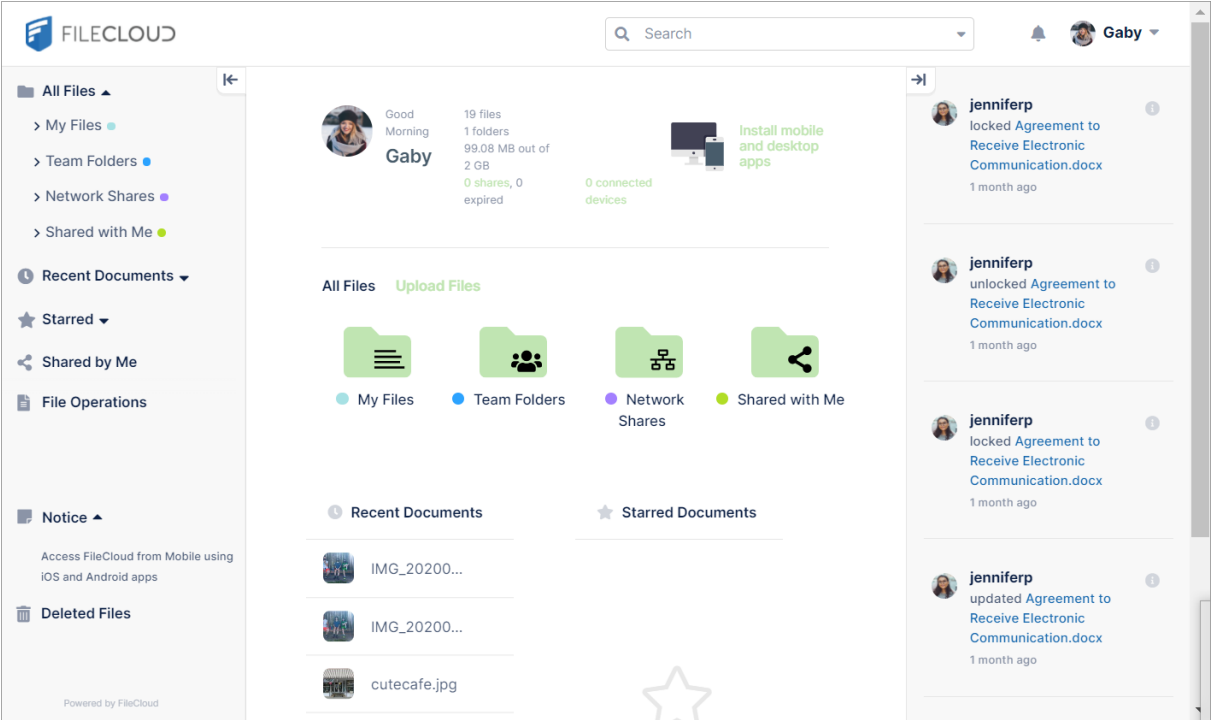 FILECLOUD
Search
Gaby
All Files
My Files
Team Folders
Network Shares
Shared with Me
Recent Documents
Starred
Shared by Me
File Operations
Notice
Access FileCloud from Mobile using
iOS and Android apps
Deleted Files
Powered by FileCloud
Good
Morning
Gaby
19 files
1 folders
99.08 MB out of
2 GB
0 shares, 0
expired
0 connected
devices
Install mobile
and desktop
apps
All Files
Upload Files
My Files
Team Folders
Network
Shares
Shared with Me
Recent Documents
IMG_20200...
IMG_20200...
cutecafe.jpg
Starred Documents
jenniferp
locked Agreement to
Receive Electronic
Communication.docx
1 month ago
jenniferp
unlocked Agreement to
Receive Electronic
Communication.docx
1 month ago
jenniferp
locked Agreement to
Receive Electronic
Communication.docx
1 month ago
jenniferp
updated Agreement to
Receive Electronic
Communication.docx
1 month ago